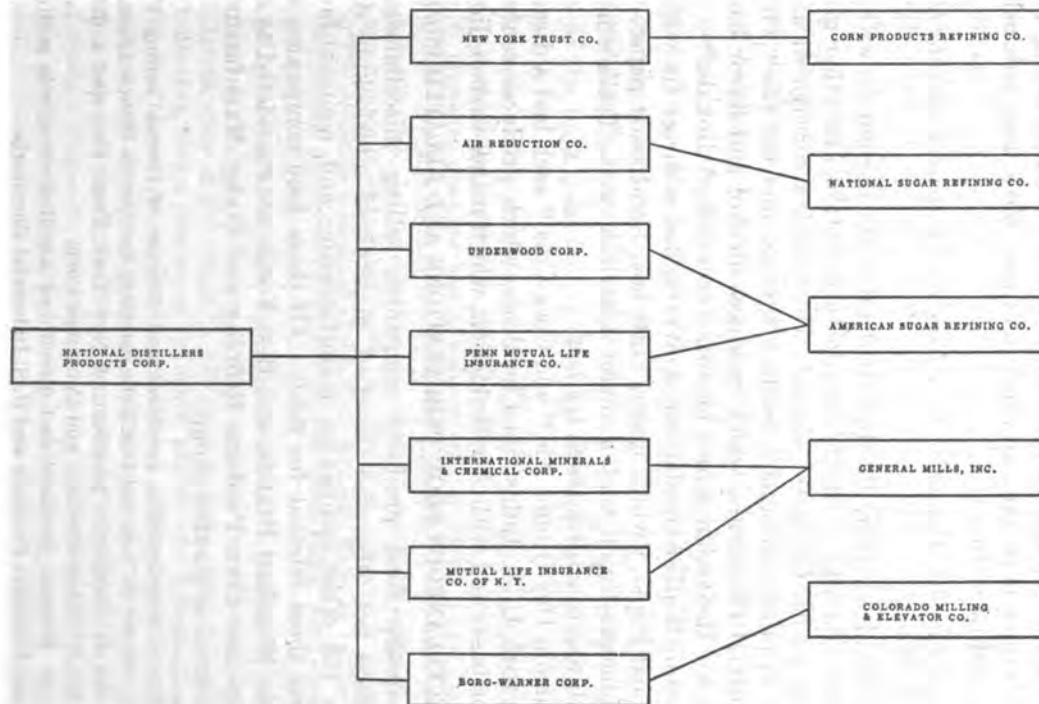 NEW YORK TRUST CO.
CORN PRODUCTS REFINING CO.
AIR REDUCTION CO.
NATIONAL SUGAR REFINING CO.
UNDERWOOD CORP.
AMERICAN SUGAR REFINING CO.
NATIONAL DISTILLERS
PRODUCTS CORP.
PENN MUTUAL LIFE
INSURANCE CO.
INTERNATIONAL MINERALS
& CHEMICAL CORP.
GENERAL MILLS, INC.
MUTUAL LIFE INSURANCE
CO. OF N. Y.
COLORADO MILLING
& ELEVATOR CO.
BORG-WARNER CORP.